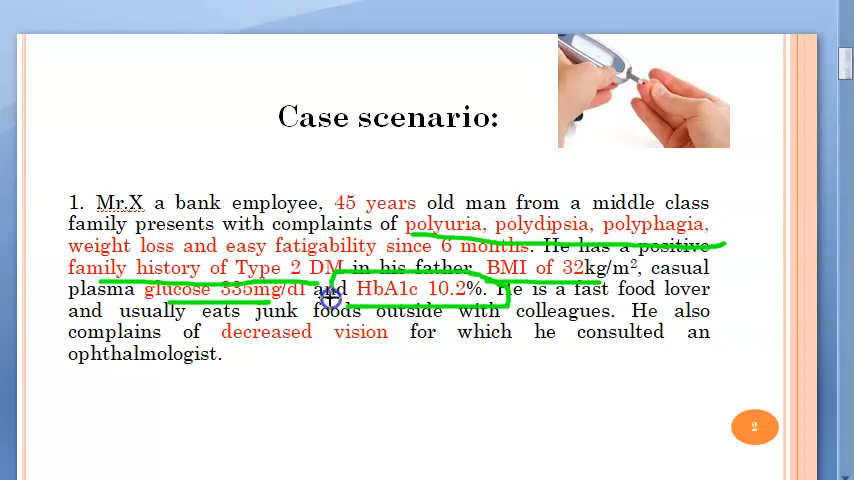 Case scenario:
1. Mr.X a bank employee, 45 years old man from a middle class
family presents with complaints of polyuria, polydipsia, polyphagia,
weight loss and easy fatigability since 6 months. He has a positive
family history of Type 2 DM in his father, BMI of 32kg/m², casual
plasma glucose 335mg/dl and HbA1c 10.2%. He is a fast food lover
and usually eats junk foods outside with colleagues. He also
complains of decreased vision for which he consulted an
ophthalmologist.
2